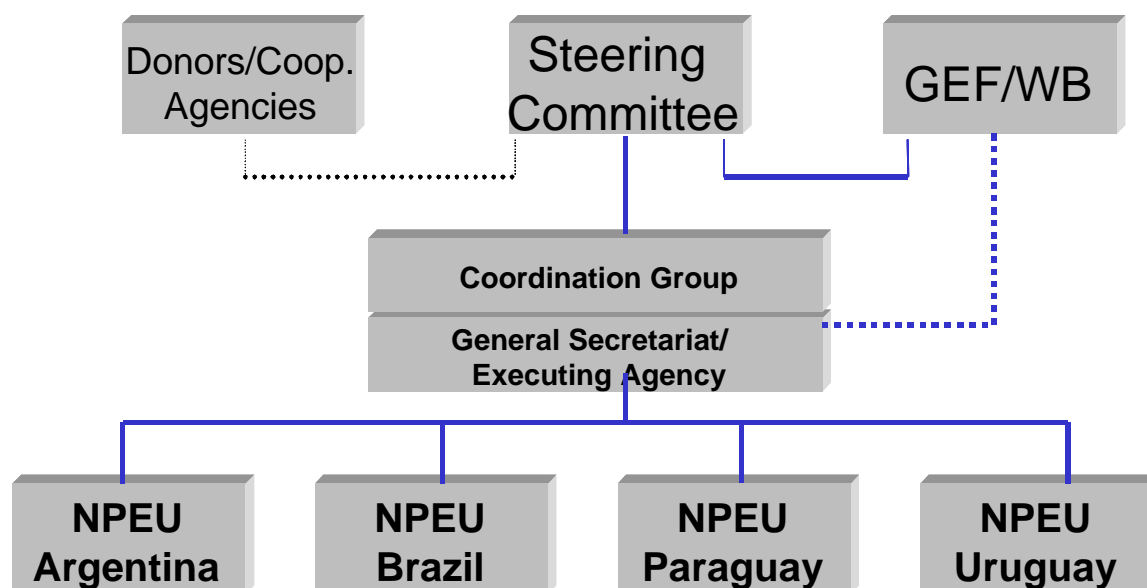 Donors/Coop.
Agencies
Steering
Committee
GEF/WB
Coordination Group
General Secretariat/
Executing Agency
NPEU
Argentina
NPEU
Brazil
NPEU
Paraguay
NPEU
Uruguay